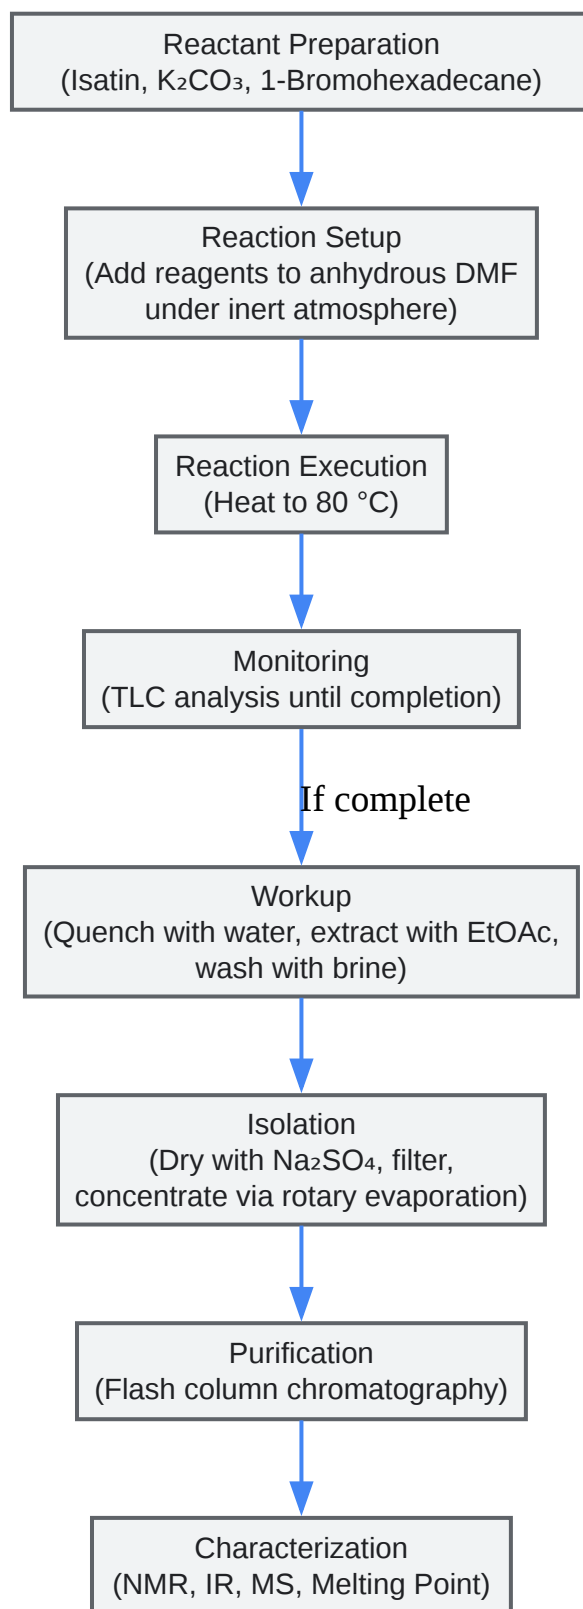 Reactant Preparation
(Isatin, K₂CO₃, 1-Bromohexadecane)
Reaction Setup
(Add reagents to anhydrous DMF
under inert atmosphere)
Reaction Execution
(Heat to 80 °C)
Monitoring
(TLC analysis until completion)
If complete
Workup
(Quench with water, extract with EtOAc,
wash with brine)
Isolation
(Dry with Na₂SO₄, filter,
concentrate via rotary evaporation)
Purification
(Flash column chromatography)
Characterization
(NMR, IR, MS, Melting Point)